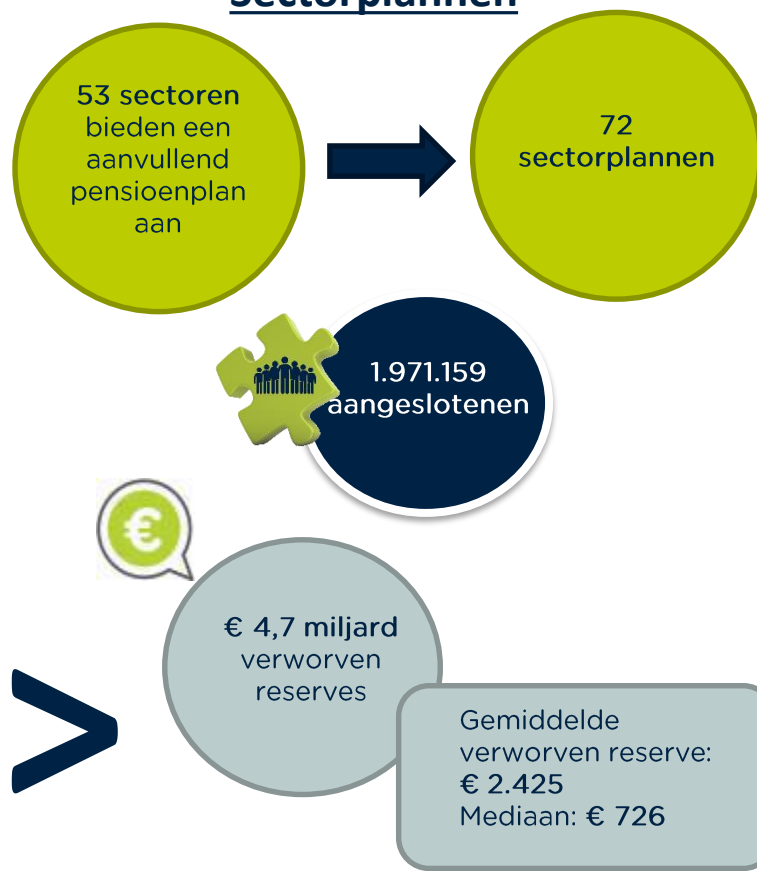 Sectorplannen
53 sectoren
bieden een
aanvullend
pensioenplan
aan
72
sectorplannen
1.971.159
aangeslotenen
€
€ 4,7 miljard
verworven
reserves
>
Gemiddelde
verworven reserve:
€ 2.425
Mediaan: € 726